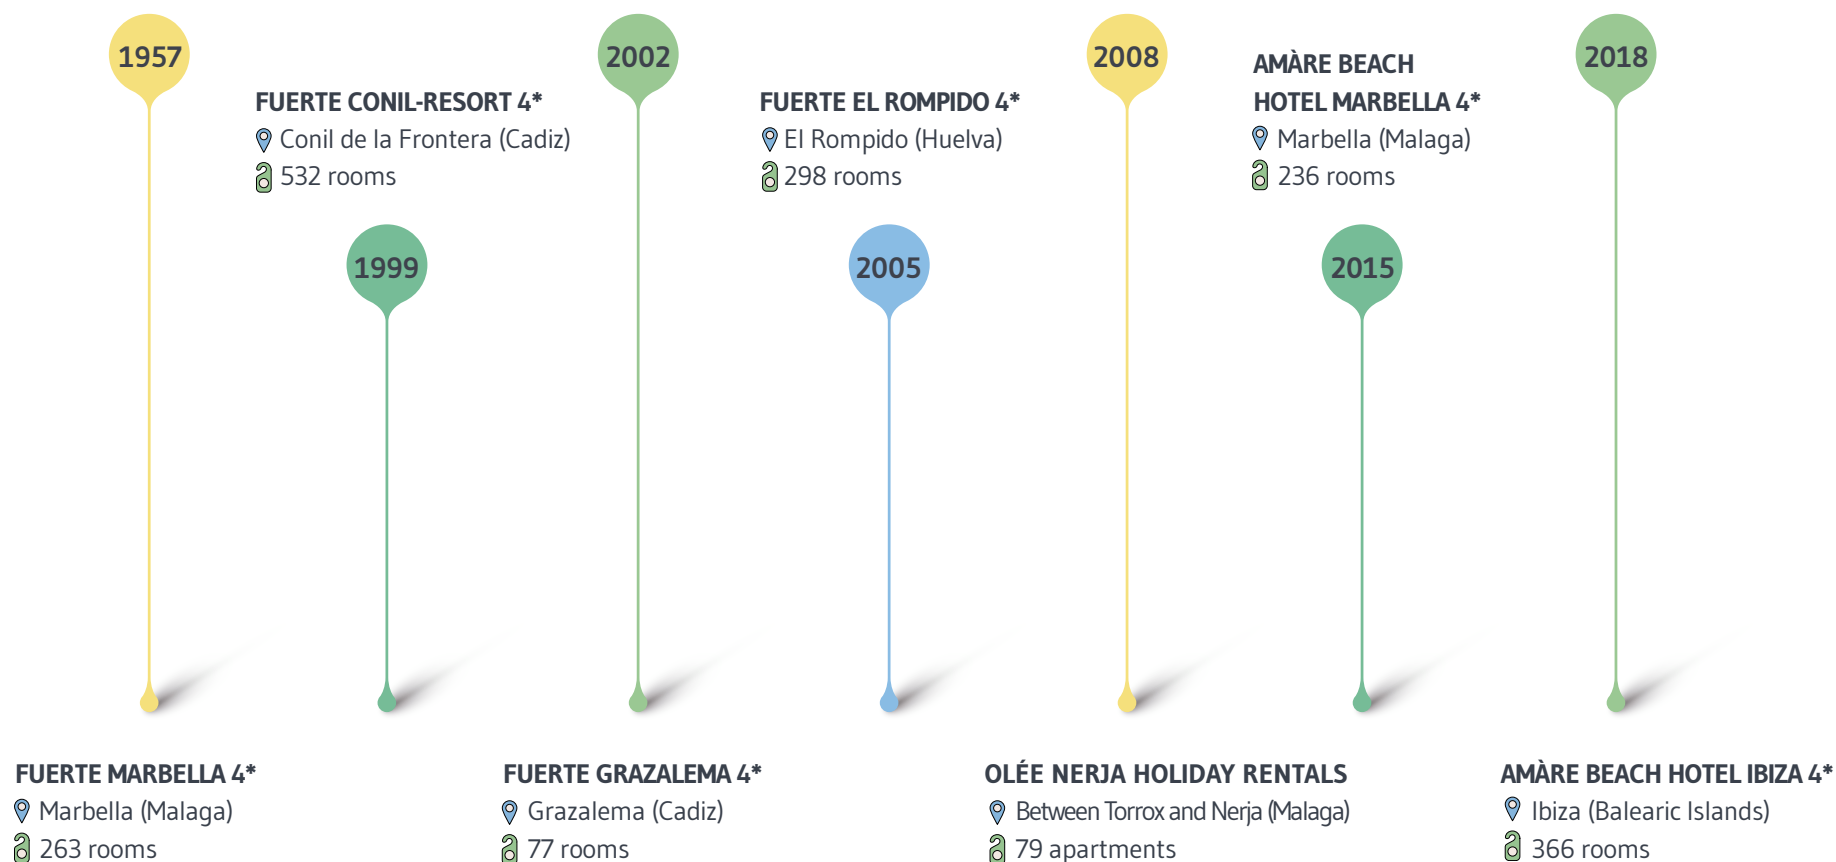 1957
FUERTE MARBELLA 4*
Marbella (Malaga)
263 rooms
FUERTE CONIL-RESORT 4*
Conil de la Frontera (Cadiz)
532 rooms
1999
2002
FUERTE GRAZALEMA 4*
Grazalema (Cadiz)
77 rooms
FUERTE EL ROMPIDO 4*
El Rompido (Huelva)
298 rooms
2005
2008
OLÉE NERJA HOLIDAY RENTALS
Between Torrox and Nerja (Malaga)
79 apartments
AMÀRE BEACH
HOTEL MARBELLA 4*
Marbella (Malaga)
236 rooms
2015
2018
AMÀRE BEACH HOTEL IBIZA 4*
Ibiza (Balearic Islands)
366 rooms